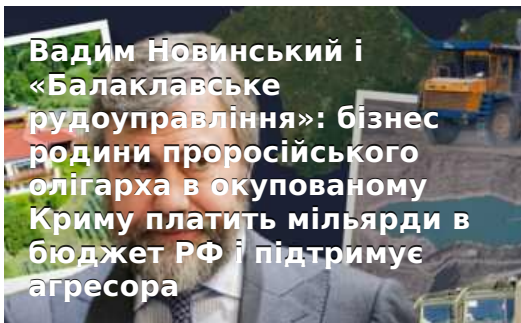 Вадим Новинський і
«Балаклавське
рудоуправління»: бізнес
родини проросійського
олігарха в окупованому
Криму платить мільярди в
бюджет РФ і підтримує
агресора